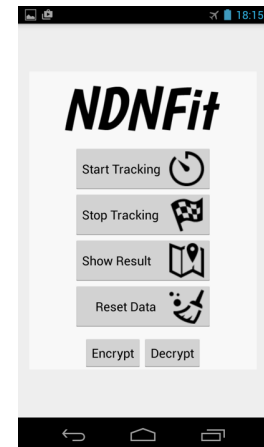 18:15
NDNFit
Start Tracking
Stop Tracking
Show Result
Reset Data
Encrypt Decrypt